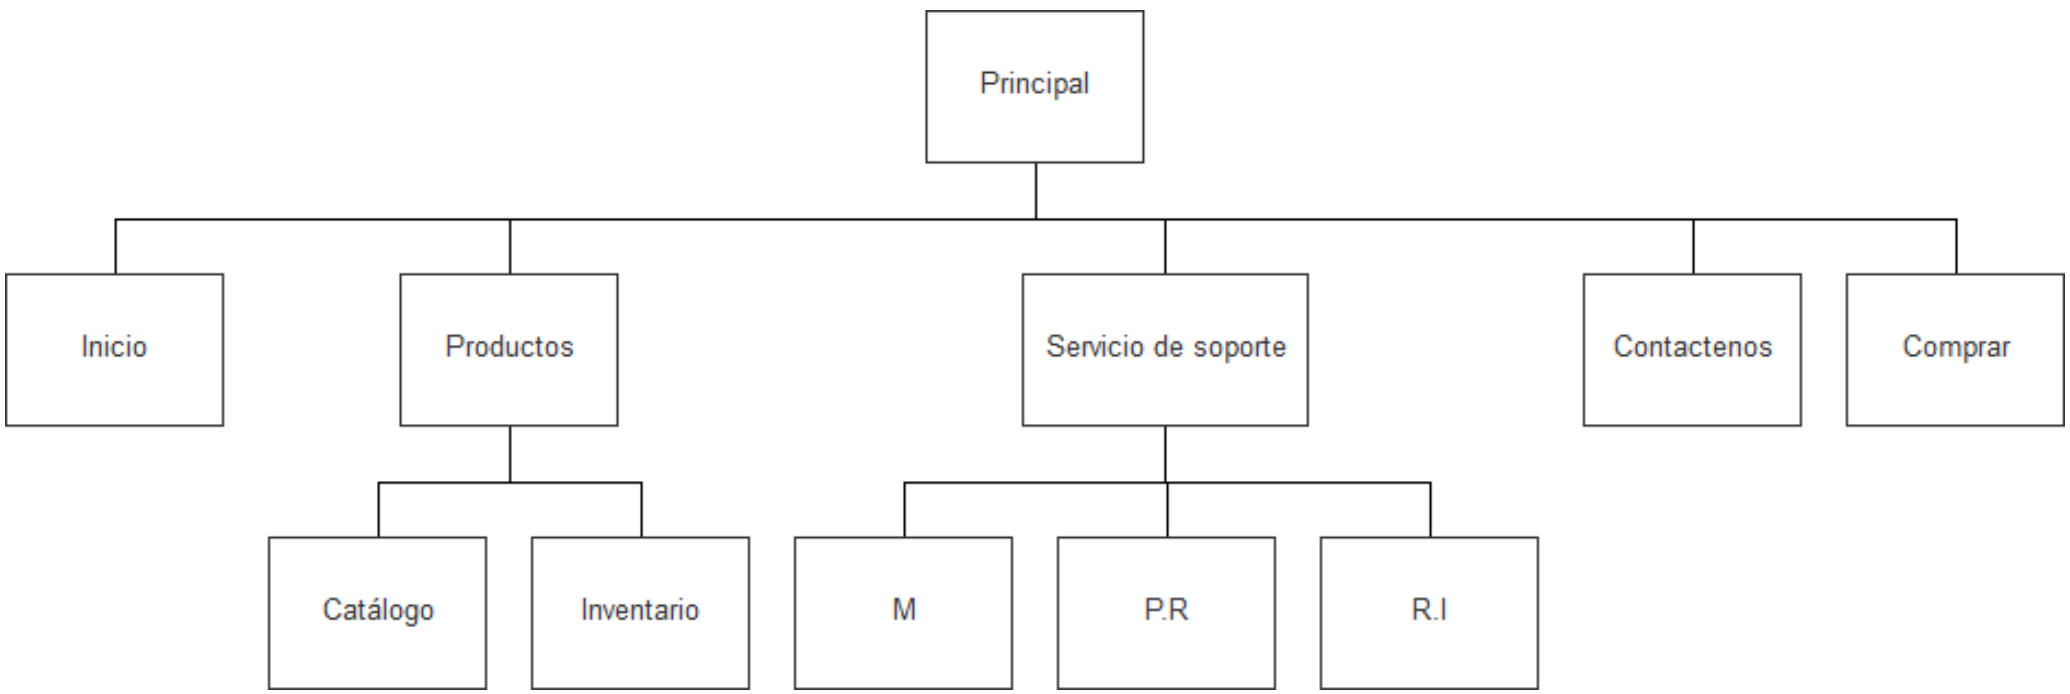 Principal
Inicio
Productos
Servicio de soporte
Contactenos
Comprar
Catálogo
Inventario
M
P.R
R.I